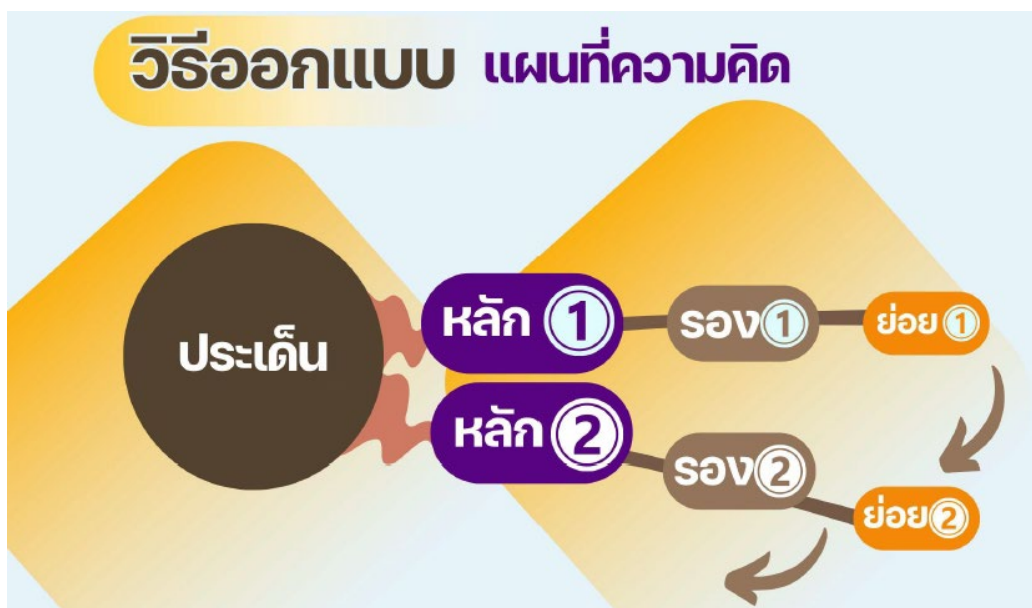 วิธีออกแบบ แผนที่ความคิด
ประเด็น
หลัก 1
รอง 1
ย่อย 1
หลัก 2
รอง 2
ย่อย 2